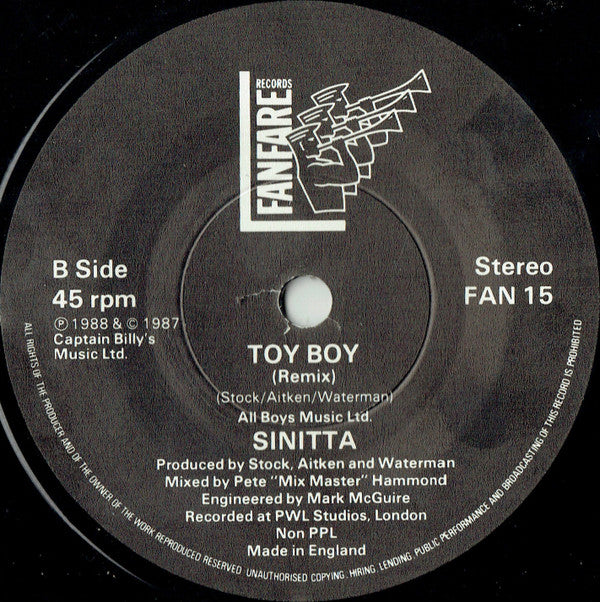 FANFARE
RECORDS
B Side
45 rpm
Ⓟ 1988 & © 1987
Captain Billy's
Music Ltd.
Stereo
FAN 15
TOY BOY
(Remix)
(Stock/Aitken/Waterman)
All Boys Music Ltd.
SINITTA
Produced by Stock, Aitken and Waterman
Mixed by Pete "Mix Master" Hammond
Engineered by Mark McGuire
Recorded at PWL Studios, London
Non PPL
Made in England
ALL RIGHTS OF THE PRODUCER AND OF THE OWNER OF THE WORK REPRODUCED RESERVED. UNAUTHORISED COPYING, HIRING, LENDING, PUBLIC PERFORMANCE AND BROADCASTING OF THIS RECORD IS PROHIBITED